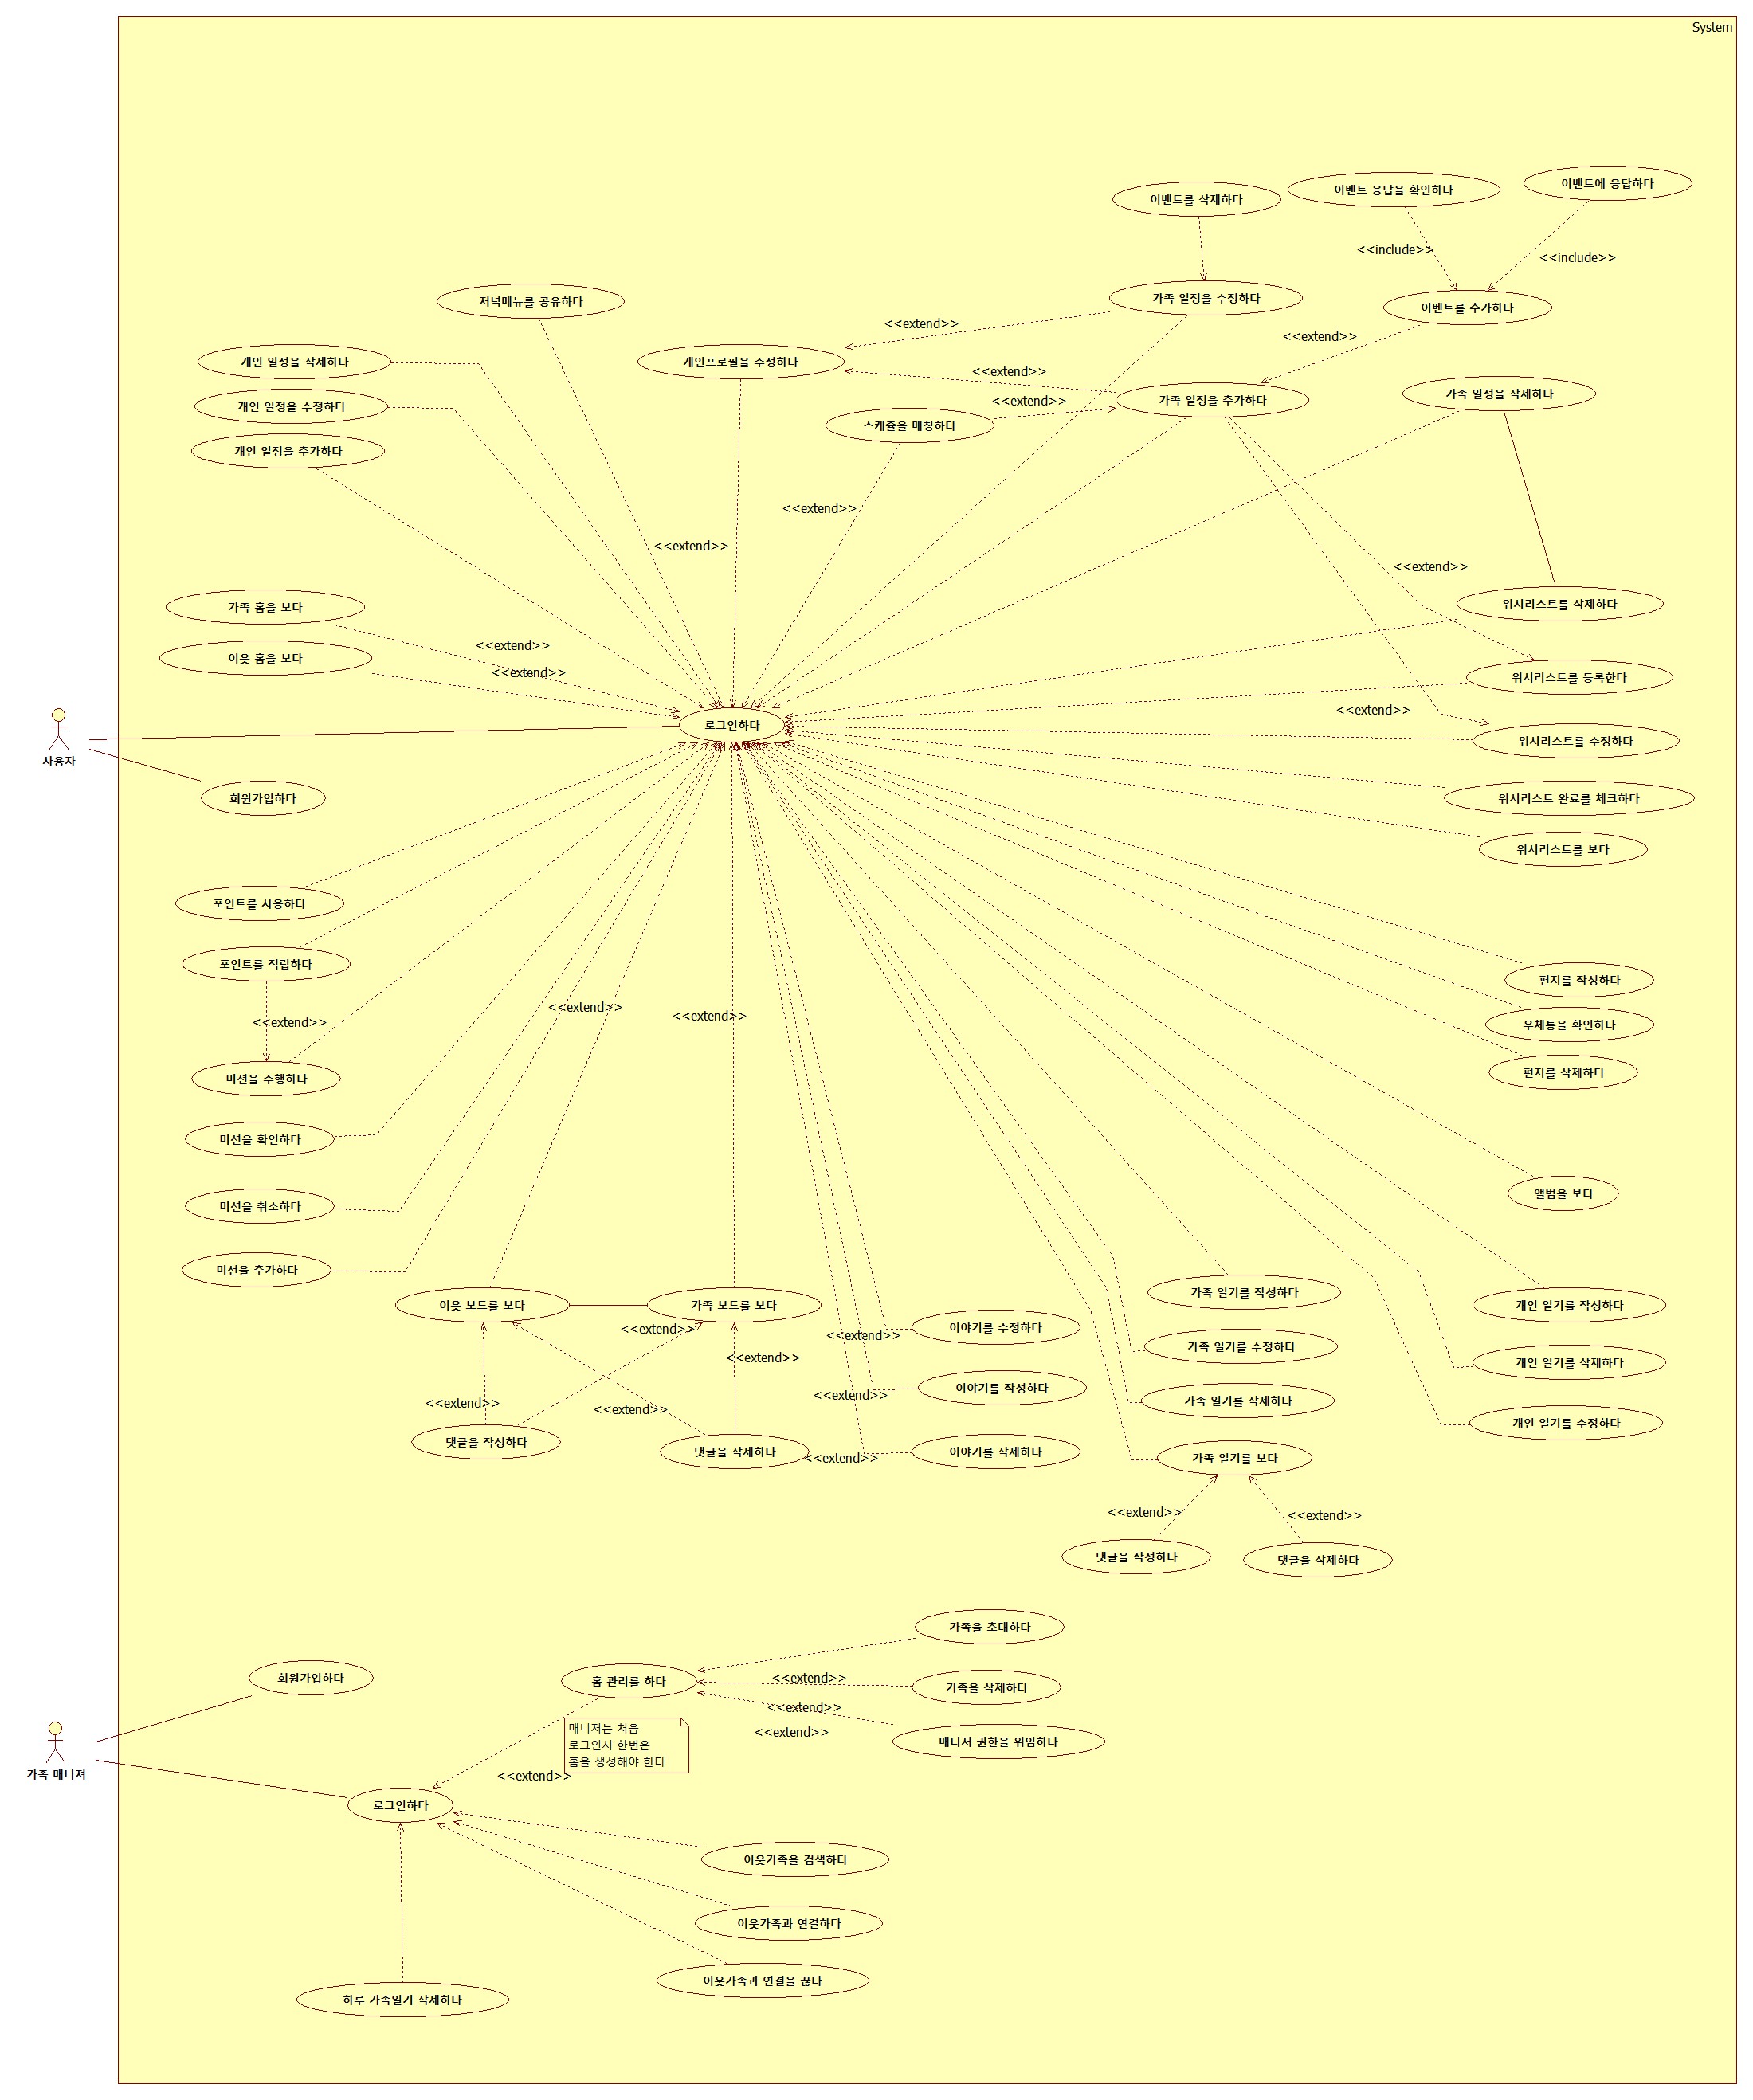 System
이벤트에 응답하다
이벤트 응답을 확인하다
이벤트를 삭제하다
<<include>>
<<include>>
저녁메뉴를 공유하다
가족 일정을 수정하다
이벤트를 추가하다
<<extend>>
<<extend>>
개인 일정을 삭제하다
개인프로필을 수정하다
<<extend>>
가족 일정을 삭제하다
개인 일정을 수정하다
가족 일정을 추가하다
<<extend>>
스케쥴을 매칭하다
개인 일정을 추가하다
<<extend>>
<<extend>>
<<extend>>
가족 홈을 보다
위시리스트를 삭제하다
<<extend>>
이웃 홈을 보다
<<extend>>
위시리스트를 등록한다
<<extend>>
로그인하다
위시리스트를 수정하다
사용자
회원가입하다
위시리스트 완료를 체크하다
위시리스트를 보다
포인트를 사용하다
포인트를 적립하다
편지를 작성하다
<<extend>>
<<extend>>
<<extend>>
우체통을 확인하다
미션을 수행하다
편지를 삭제하다
미션을 확인하다
앨범을 보다
미션을 취소하다
미션을 추가하다
가족 일기를 작성하다
이웃 보드를 보다
가족 보드를 보다
개인 일기를 작성하다
<<extend>>
이야기를 수정하다
<<extend>>
가족 일기를 수정하다
<<extend>>
개인 일기를 삭제하다
이야기를 작성하다
<<extend>>
가족 일기를 삭제하다
<<extend>>
<<extend>>
개인 일기를 수정하다
댓글을 작성하다
댓글을 삭제하다
<<extend>>
이야기를 삭제하다
가족 일기를 보다
<<extend>>
<<extend>>
댓글을 작성하다
댓글을 삭제하다
가족을 초대하다
회원가입하다
홈 관리를 하다
<<extend>>
가족을 삭제하다
<<extend>>
매니저는 처음
로그인시 한번은
홈을 생성해야 한다
<<extend>>
매니저 권한을 위임하다
가족 매니저
<<extend>>
로그인하다
이웃가족을 검색하다
이웃가족과 연결하다
이웃가족과 연결을 끊다
하루 가족일기 삭제하다